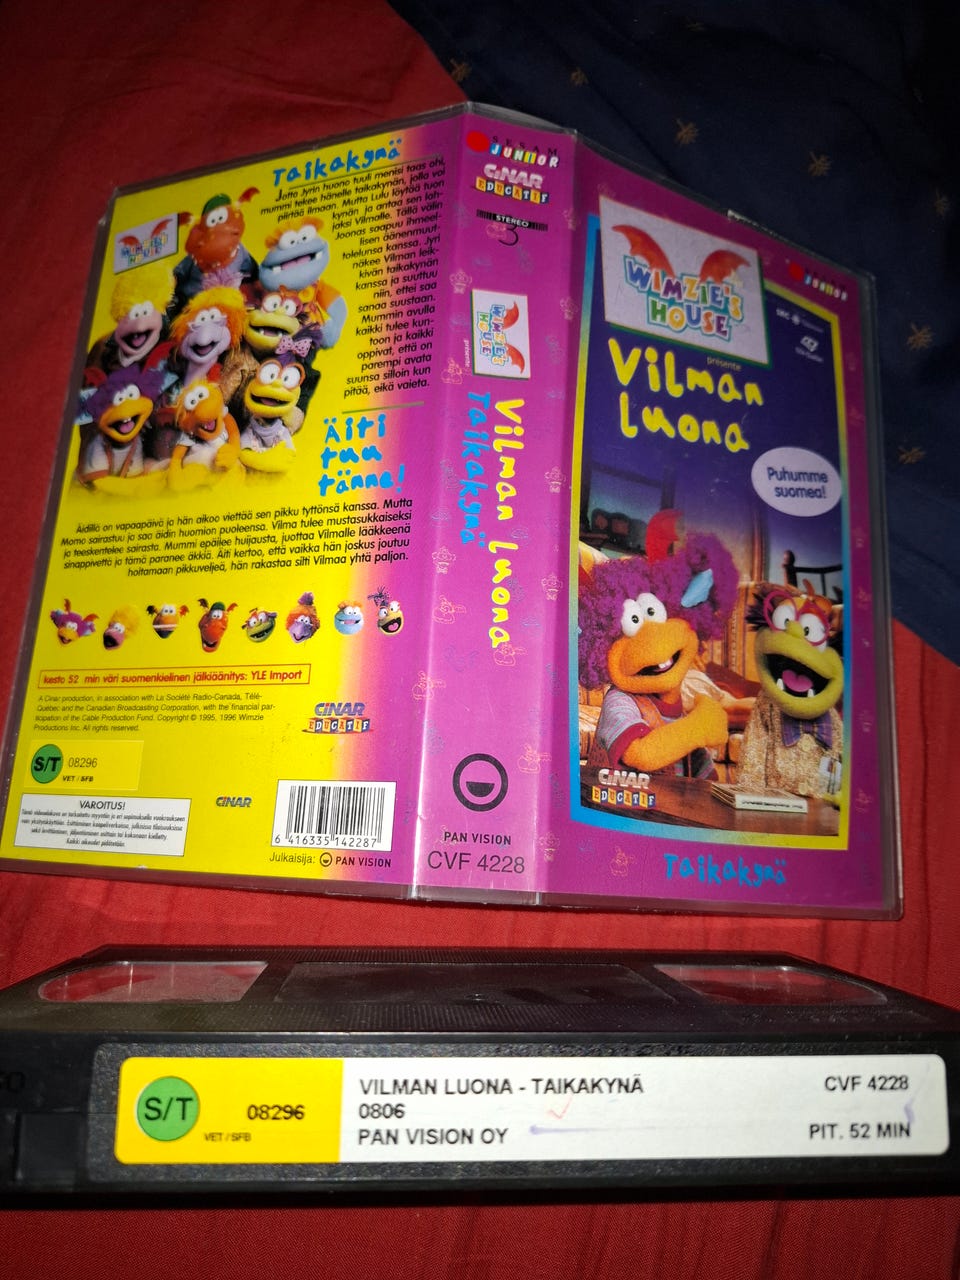 Taikakynä
Jotta Jyrin huono tuuli menisi taas ohi,
mummi tekee hänelle taikakynän, jolla voi
piirtää ilmaan. Mutta Lulu löytää tuon
kynän ja antaa sen lah-
jaksi Vilmalle. Tällä välin
Joonas saapuu ihmeel-
lisen äänenmuut-
tolelunsa kanssa. Jyri
näkee Vilman leik-
kivän taikakynän
kanssa ja suuttuu
niin, ettei saa
sanaa suustaan.
Mummin avulla
kaikki tulee kun-
toon ja kaikki
oppivat, että on
parempi avata
suunsa silloin kun
pitää, eikä vaieta.
WIMZIE'S
HOUSE
Äiti
tuu
tänne!
Äidillä on vapaapäivä ja hän aikoo viettää sen pikku tyttönsä kanssa. Mutta
Momo sairastuu ja saa äidin huomion puoleensa. Vilma tulee mustasukkaiseksi
ja teeskentelee sairasta. Mummi epäilee huijausta, juottaa Vilmalle lääkkeenä
sinappivettä ja tämä paranee äkkiä. Äiti kertoo, että vaikka hän joskus joutuu
hoitamaan pikkuveljeä, hän rakastaa silti Vilmaa yhtä paljon.
kesto 52 min väri suomenkielinen jälkiäänitys: YLE Import
A Cinar production, in association with La Société Radio-Canada, Télé-
Québec and the Canadian Broadcasting Corporation, with the financial par-
ticipation of the Cable Production Fund. Copyright © 1995, 1996 Wimzie
Productions Inc. All rights reserved.
CINAR
EDUCATIF
S/T 08296
VET / SFB
VAROITUS!
CINAR
6 416335 142287
Julkaisija: PAN VISION
SESAM
JUNIOR
CINAR
EDUCATIF
STEREO
WIMZIE'S
HOUSE
présente
Vilman Luona
Taikakynä
PAN VISION
CVF 4228
JUNIOR
WIMZIE'S
HOUSE
présente
Vilman
Luona
Puhumme
suomea!
CINAR
EDUCATIF
Taikakynä
S/T
08296
VET / SFB
VILMAN LUONA - TAIKAKYNÄ
0806
PAN VISION OY
CVF 4228
PIT. 52 MIN